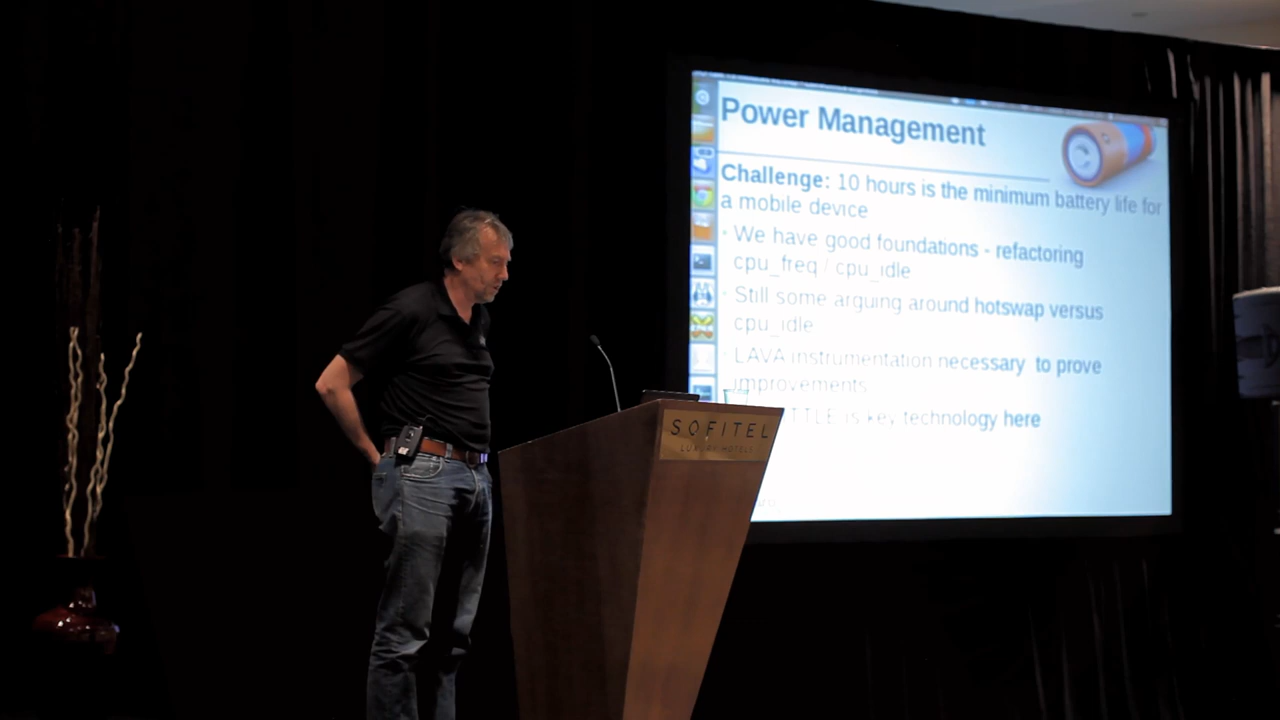 Power Management
Challenge: 10 hours is the minimum battery life for
a mobile device
We have good foundations - refactoring
cpu_freq / cpu_idle
Still some arguing around hotswap versus
cpu_idle
LAVA instrumentation necessary to prove
improvements
is key technology here
SOFITEL
LUXURY HOTELS